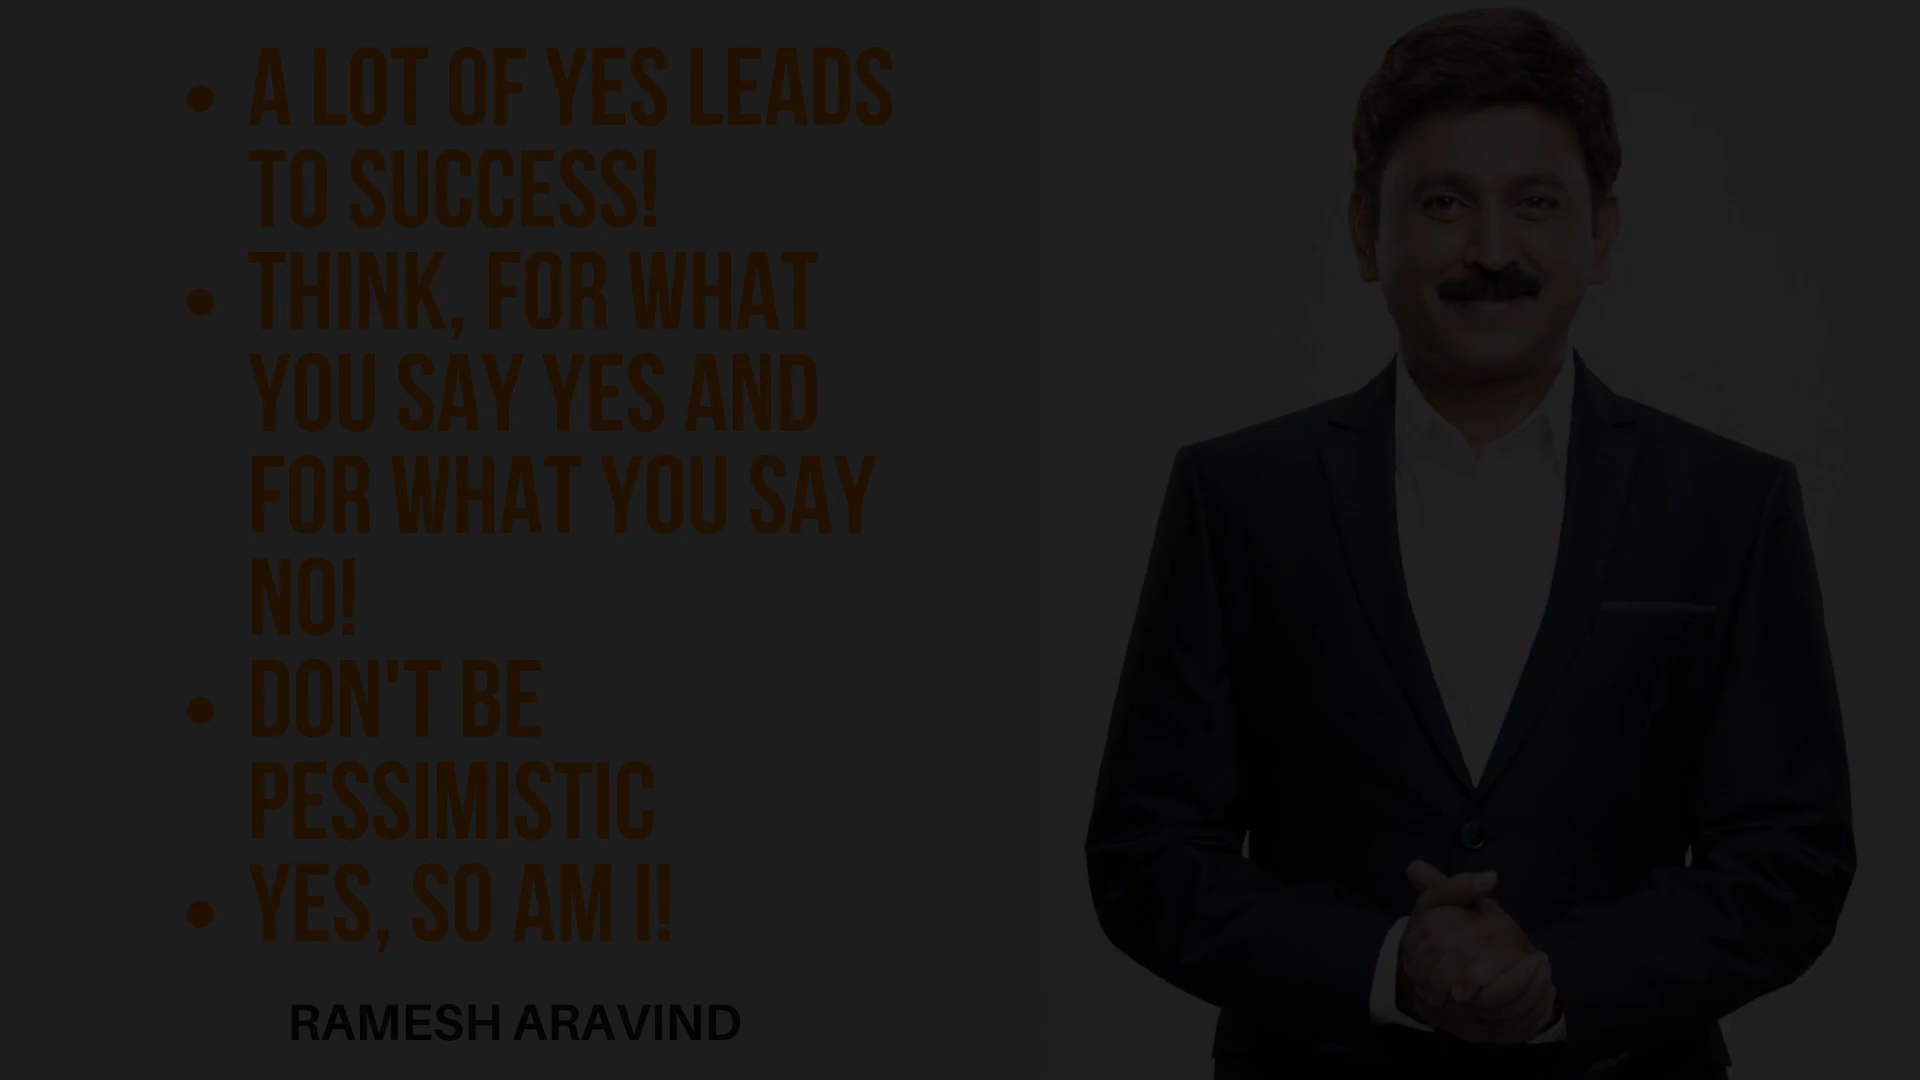 • A LOT OF YES LEADS
TO SUCCESS!
• THINK, FOR WHAT
YOU SAY YES AND
FOR WHAT YOU SAY
NO!
• DON'T BE
PESSIMISTIC
• YES, SO AM I!
RAMESH ARAVIND